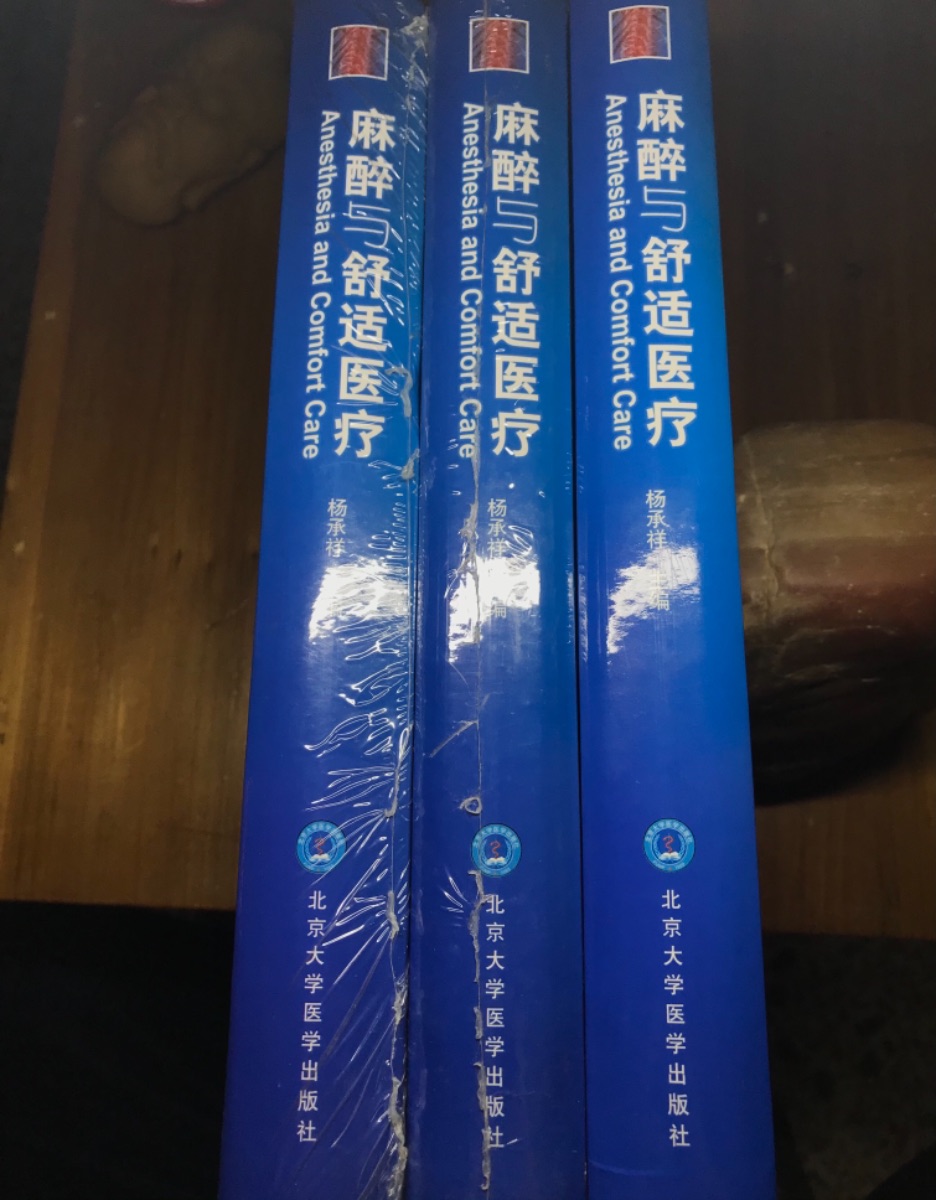 麻醉与舒适医疗
Anesthesia and Comfort Care
杨承祥
北京大学医学出版社
麻醉与舒适医疗
Anesthesia and Comfort Care
杨承祥
编
北京大学医学出版社
麻醉与舒适医疗
Anesthesia and Comfort Care
杨承祥 主编
北京大学医学出版社